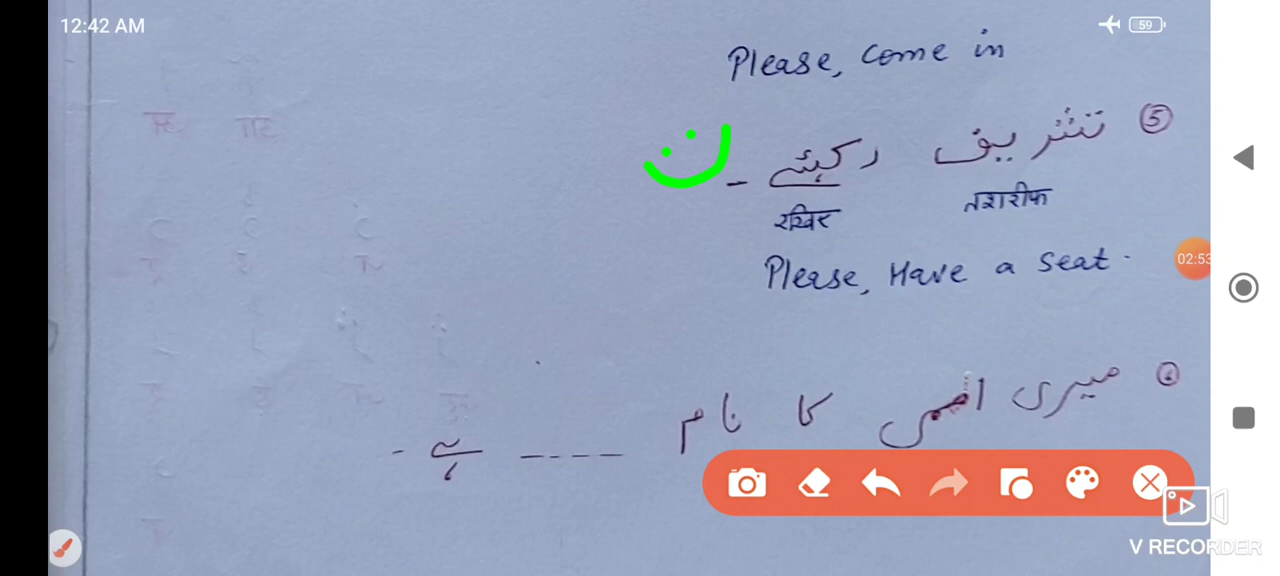 12:42 AM
59
Please, come in
⑤ تشریف رکھئے -
तशरीफ रखिए
Please, Have a seat.
02:53
⑥ میری امی کا نام ---- ہے -
V RECORDER